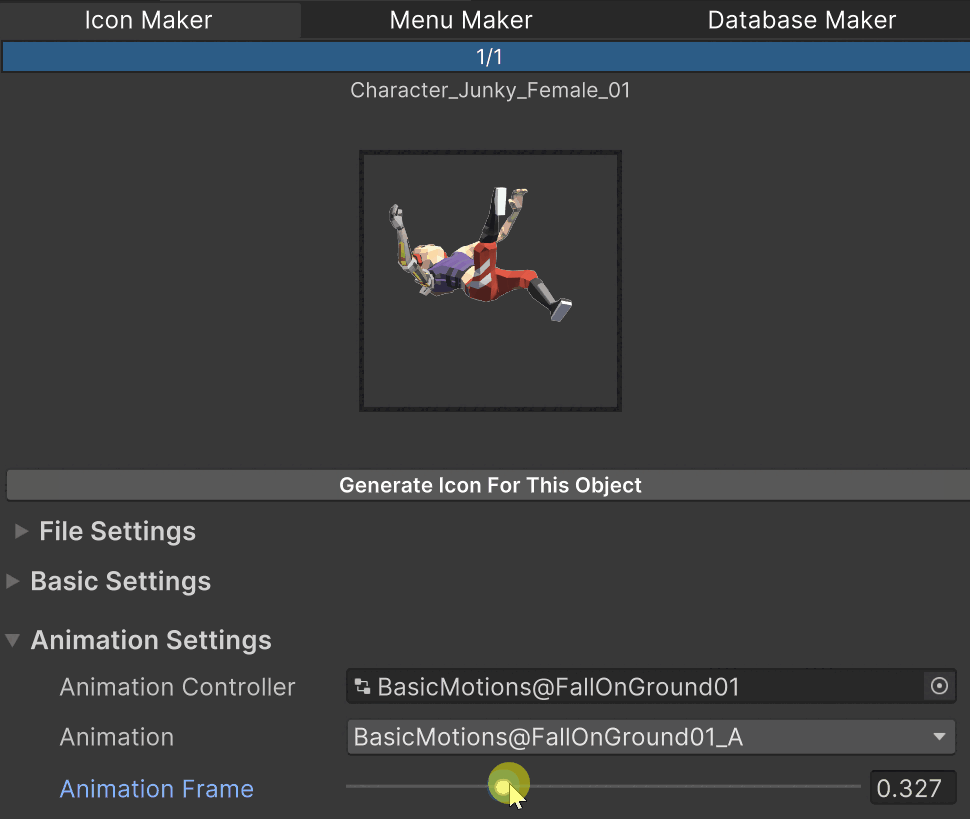 Icon Maker Menu Maker Database Maker
1/1
Character_Junky_Female_01
Generate Icon For This Object
File Settings
Basic Settings
Animation Settings
Animation Controller BasicMotions@FallOnGround01
Animation BasicMotions@FallOnGround01_A
Animation Frame 0.327